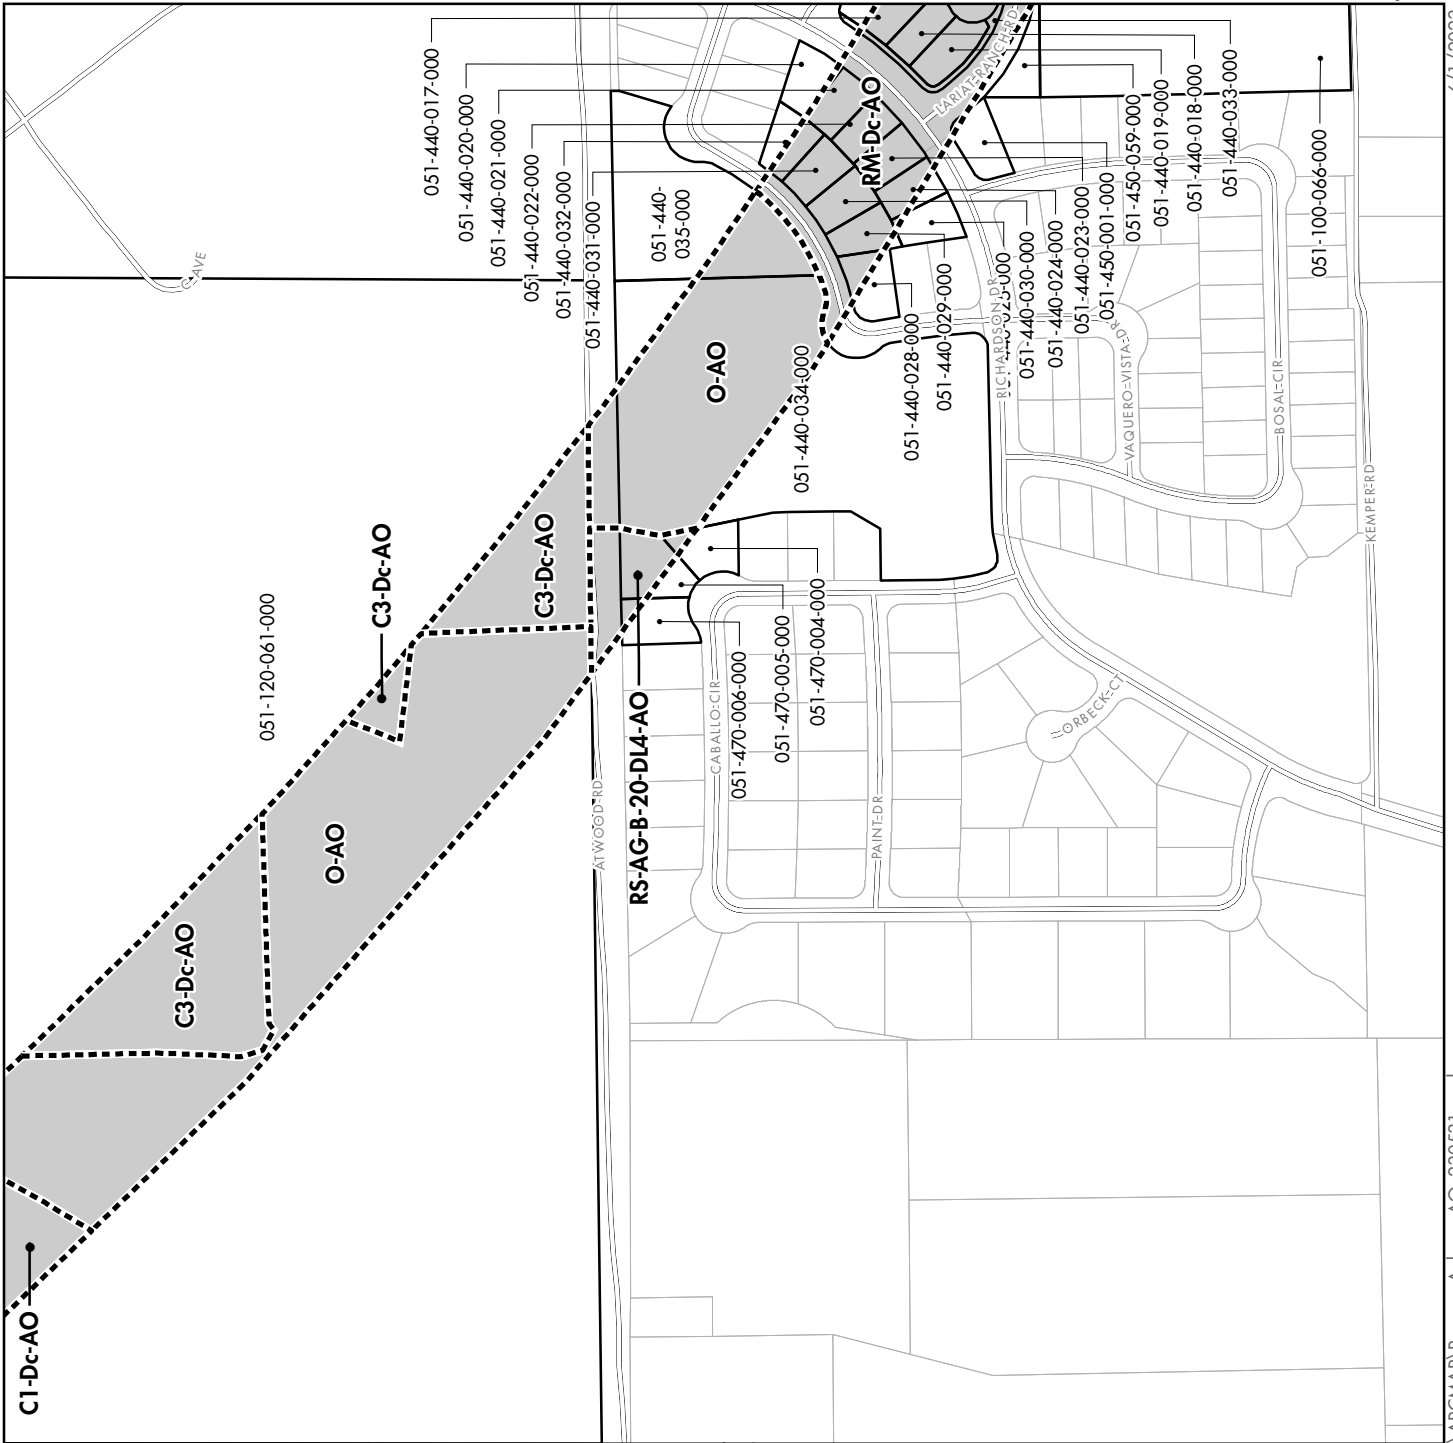 051-440-017-000
051-440-020-000
051-440-021-000
051-440-022-000
051-440-032-000
051-440-031-000
051-440-
035-000
RM-Dc-AO
LARIAT-RANCH-RD
051-440-033-000
051-440-018-000
051-440-019-000
051-450-059-000
051-450-001-000
051-440-023-000
051-440-024-000
051-440-030-000
051-440-029-000
051-440-028-000
051-100-066-000
C-AVE
O-AO
051-440-034-000
RICHARDSON-DR
VAQUERO-VISTA-DR
BOSAL-CIR
KEMPER-RD
C3-Dc-AO
C3-Dc-AO
051-120-061-000
051-470-004-000
051-470-005-000
051-470-006-000
RS-AG-B-20-DL4-AO
CABALLO-CIR
ORBECK-CT
PAINT-DR
ATWOOD-RD
O-AO
C3-Dc-AO
C1-Dc-AO